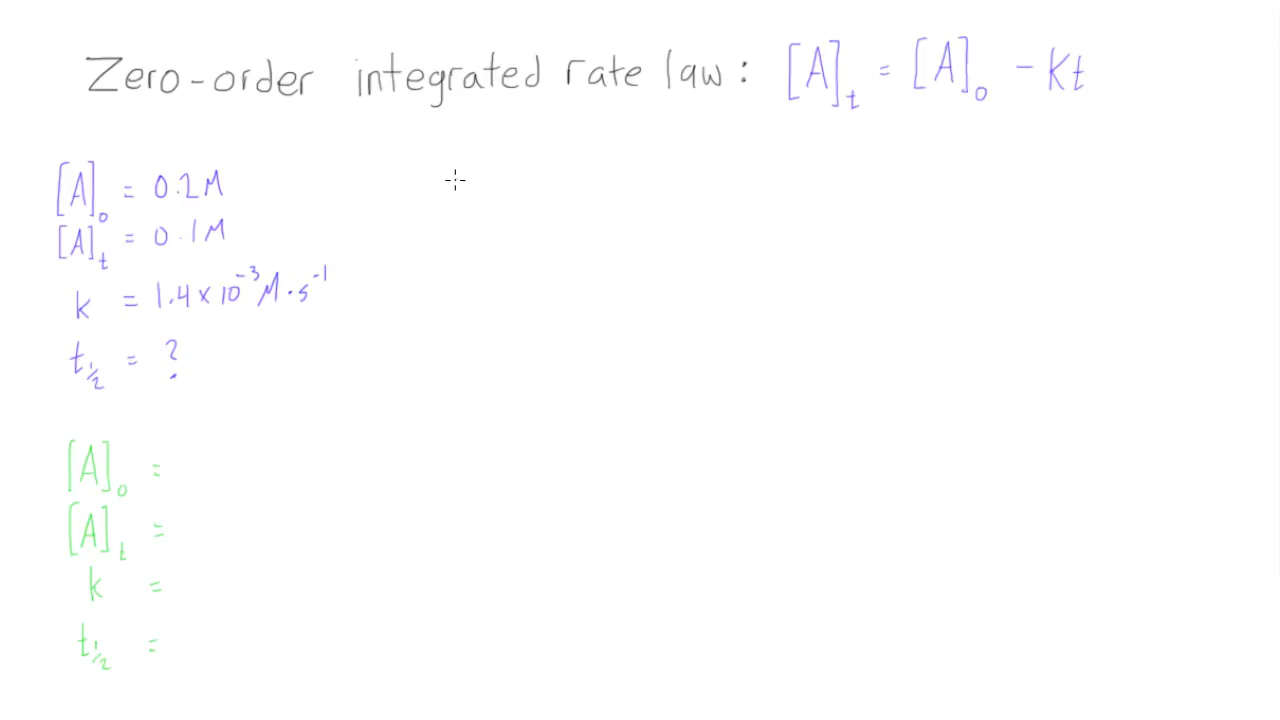 Zero-order integrated rate law: [A]t = [A]0 - Kt
[A]0 = 0.2M
[A]t = 0.1M
k = 1.4 × 10^-3 M·s^-1
t1/2 = ?
[A]0 =
[A]t =
k =
t1/2 =